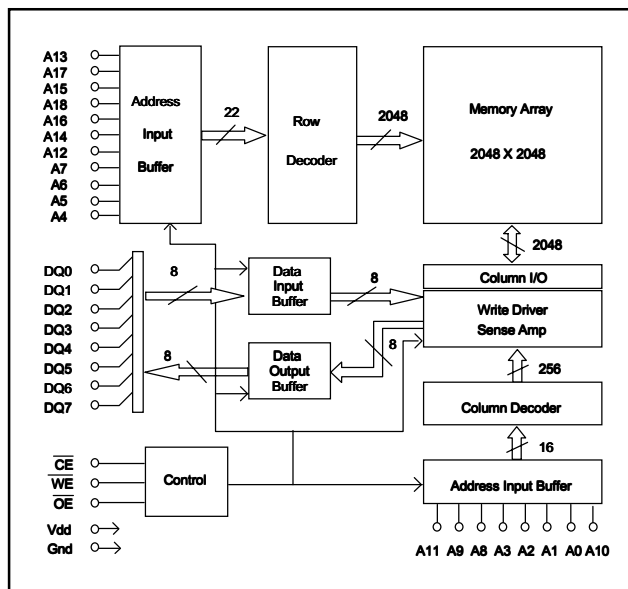 A13
A17
A15
A18
A16
A14
A12
A7
A6
A5
A4
Address
Input
Buffer
22
Row
Decoder
2048
Memory Array
2048 X 2048
2048
DQ0
DQ1
DQ2
DQ3
DQ4
DQ5
DQ6
DQ7
8
Data
Input
Buffer
8
Column I/O
Write Driver
Sense Amp
8
Data
Output
Buffer
8
256
Column Decoder
16
CE
WE
OE
Control
Address Input Buffer
Vdd
Gnd
A11 A9 A8 A3 A2 A1 A0 A10